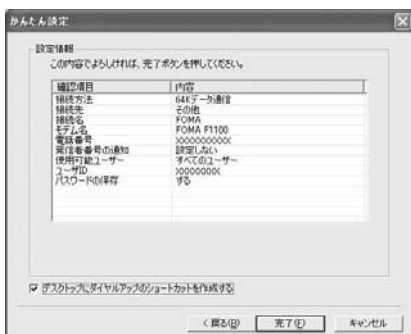 かんたん設定
設定情報
この内容でよろしければ、完了ボタンを押してください。
確認項目 内容
接続方法 64Kデータ通信
接続先 その他
接続名 FOMA
モデム名 FOMA F1100
電話番号 XXXXXXXXXX
発信者番号の通知 設定しない
使用可能ユーザー すべてのユーザー
ユーザID XXXXXXXX
パスワードの保存 する
デスクトップにダイヤルアップのショートカットを作成する
< 戻る(B) 完了(F) キャンセル